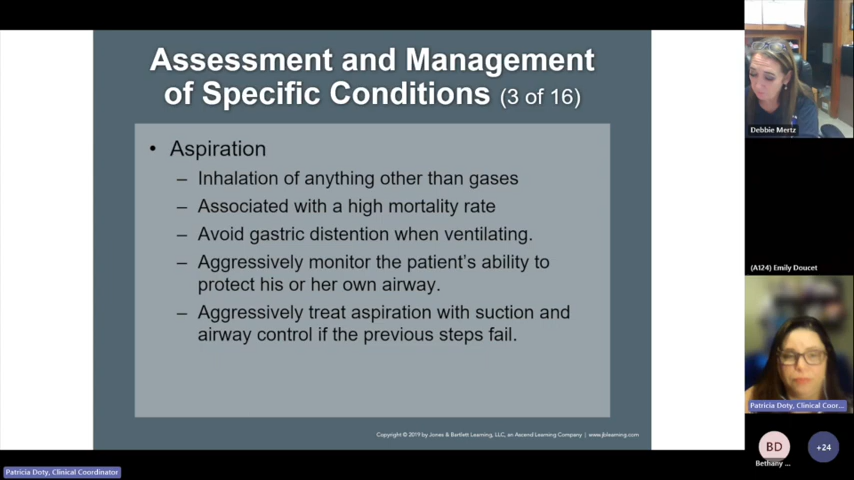 Assessment and Management
of Specific Conditions (3 of 16)
• Aspiration
– Inhalation of anything other than gases
– Associated with a high mortality rate
– Avoid gastric distention when ventilating.
– Aggressively monitor the patient's ability to
protect his or her own airway.
– Aggressively treat aspiration with suction and
airway control if the previous steps fail.
Copyright © 2019 by Jones & Bartlett Learning, LLC, an Ascend Learning Company | www.jblearning.com
Debbie Mertz
(A124) Emily Doucet
Patricia Doty, Clinical Coor...
BD
Bethany ...
+24
Patricia Doty, Clinical Coordinator